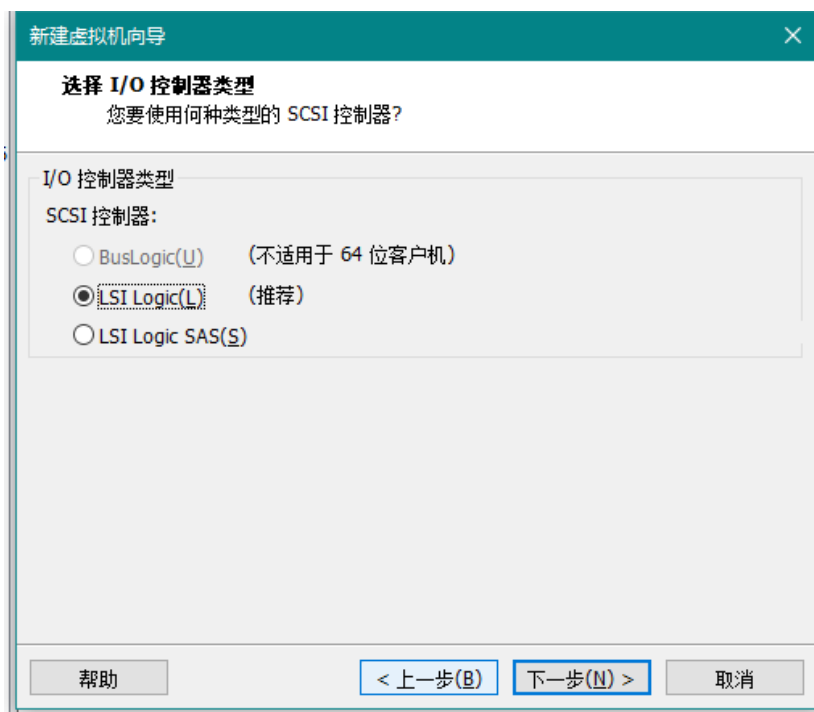 新建虚拟机向导
选择 I/O 控制器类型
您要使用何种类型的 SCSI 控制器?
I/O 控制器类型
SCSI 控制器:
BusLogic(U) (不适用于 64 位客户机)
LSI Logic(L) (推荐)
LSI Logic SAS(S)
帮助 < 上一步(B) 下一步(N) > 取消